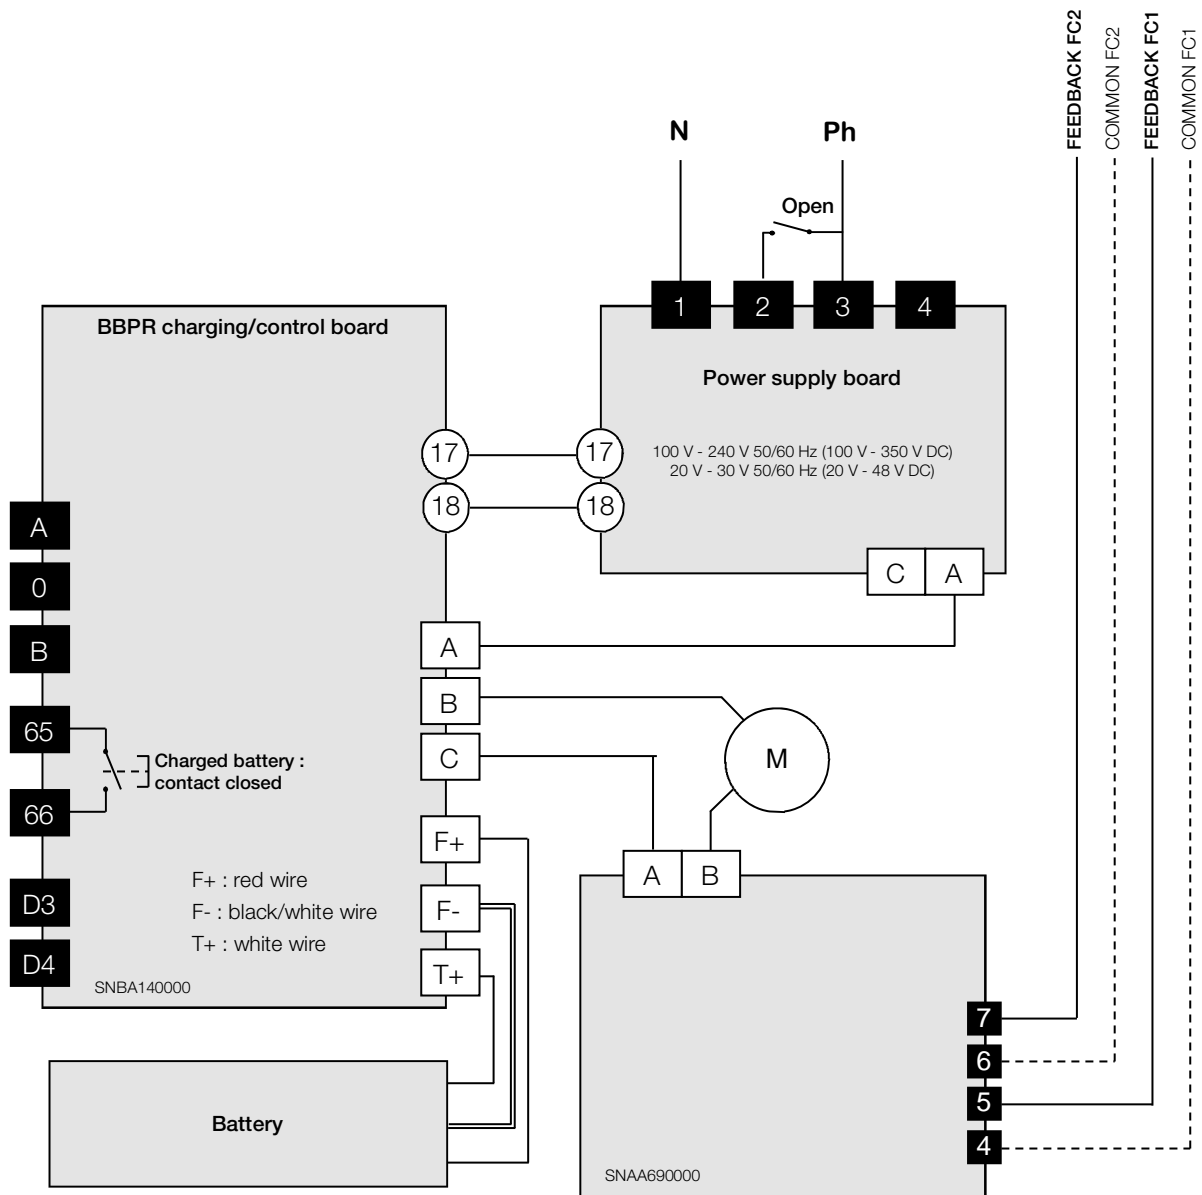 FEEDBACK FC2
COMMON FC2
FEEDBACK FC1
COMMON FC1
N
Ph
Open
1
2
3
4
BBPR charging/control board
Power supply board
100 V - 240 V 50/60 Hz (100 V - 350 V DC)
20 V - 30 V 50/60 Hz (20 V - 48 V DC)
17
17
18
18
A
0
B
C
A
A
B
C
M
65
66
Charged battery :
contact closed
F+
F-
T+
A
B
F+ : red wire
F- : black/white wire
T+ : white wire
D3
D4
SNBA140000
Battery
7
6
5
4
SNAA690000